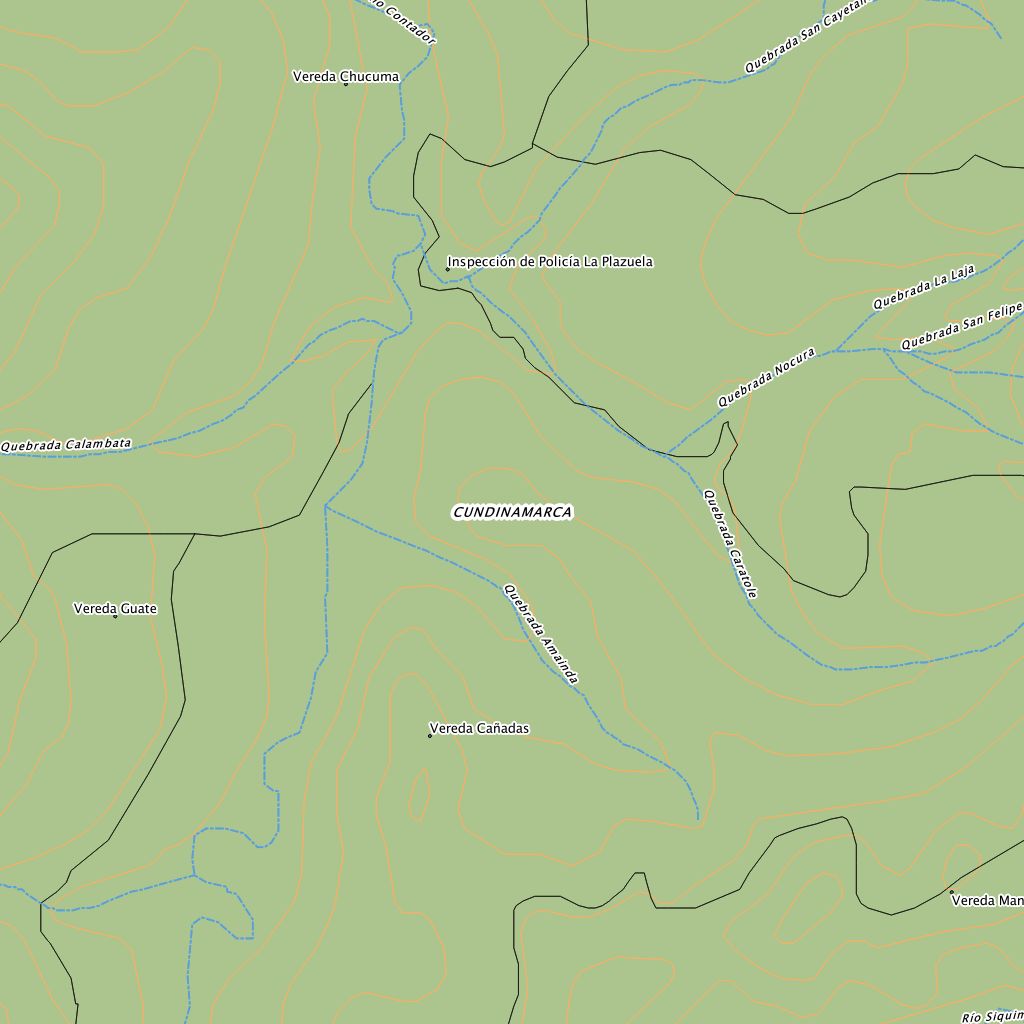 Contador
Quebrada San
Vereda Chucuma
Inspección de Policía La Plazuela
Quebrada La Laja
Quebrada San Felipe
Quebrada Nocura
Quebrada Calambata
CUNDINAMARCA
Quebrada Caratole
Vereda Guate
Quebrada Amainda
Vereda Cañadas
Vereda Man
Río Siquim